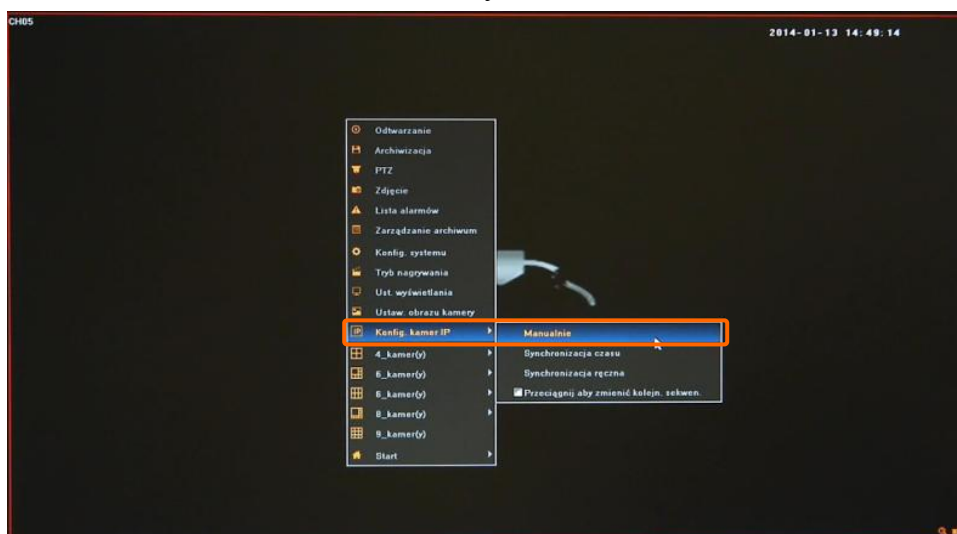 CH05
2014-01-13 14:49:14
Odtwarzanie
Archiwizacja
PTZ
Zdjęcie
Lista alarmów
Zarządzanie archiwum
Konfig. systemu
Tryb nagrywania
Ust. wyświetlania
Ustaw. obrazu kamery
IP Konfig. kamer IP
Manualnie
4_kamer(y)
Synchronizacja czasu
6_kamer(y)
Synchronizacja ręczna
6_kamer(y)
Przeciągnij aby zmienić kolejn. sekwen.
8_kamer(y)
9_kamer(y)
Start